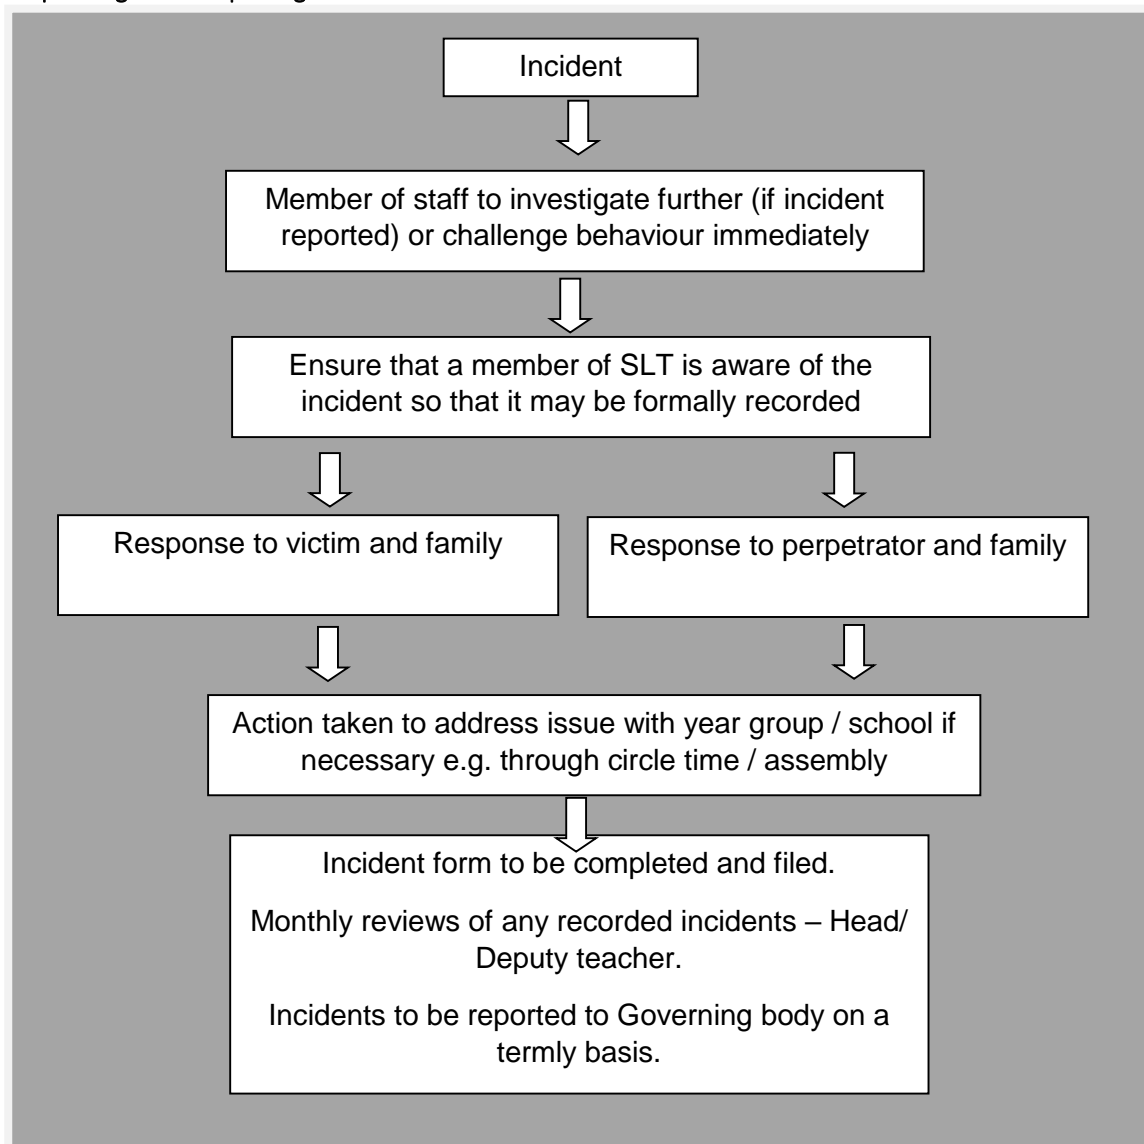 Incident
Member of staff to investigate further (if incident
reported) or challenge behaviour immediately
Ensure that a member of SLT is aware of the
incident so that it may be formally recorded
Response to victim and family
Response to perpetrator and family
Action taken to address issue with year group / school if
necessary e.g. through circle time / assembly
Incident form to be completed and filed.
Monthly reviews of any recorded incidents – Head/
Deputy teacher.
Incidents to be reported to Governing body on a
termly basis.